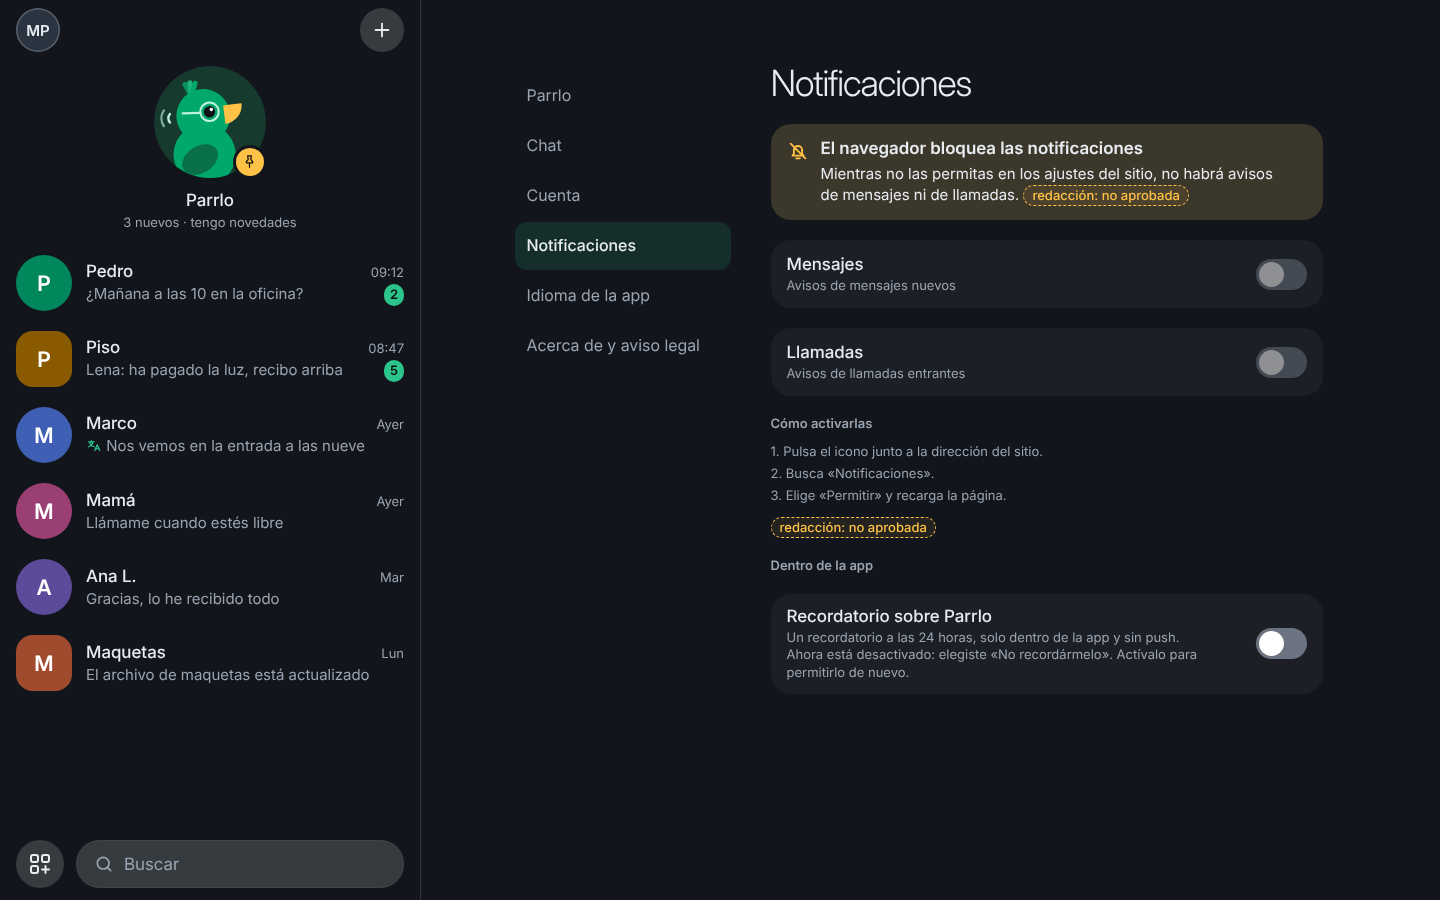 MP
Parrlo
3 nuevos · tengo novedades
Pedro
09:12
¿Mañana a las 10 en la oficina?
2
P
Piso
08:47
Lena: ha pagado la luz, recibo arriba
5
P
Marco
Ayer
Nos vemos en la entrada a las nueve
M
Mamá
Ayer
Llámame cuando estés libre
M
Ana L.
Mar
Gracias, lo he recibido todo
A
Maquetas
Lun
El archivo de maquetas está actualizado
M
Buscar
Parrlo
Chat
Cuenta
Notificaciones
Idioma de la app
Acerca de y aviso legal
Notificaciones
El navegador bloquea las notificaciones
Mientras no las permitas en los ajustes del sitio, no habrá avisos
de mensajes ni de llamadas. redacción: no aprobada
Mensajes
Avisos de mensajes nuevos
Llamadas
Avisos de llamadas entrantes
Cómo activarlas
1. Pulsa el icono junto a la dirección del sitio.
2. Busca «Notificaciones».
3. Elige «Permitir» y recarga la página.
redacción: no aprobada
Dentro de la app
Recordatorio sobre Parrlo
Un recordatorio a las 24 horas, solo dentro de la app y sin push.
Ahora está desactivado: elegiste «No recordármelo». Actívalo para
permitirlo de nuevo.